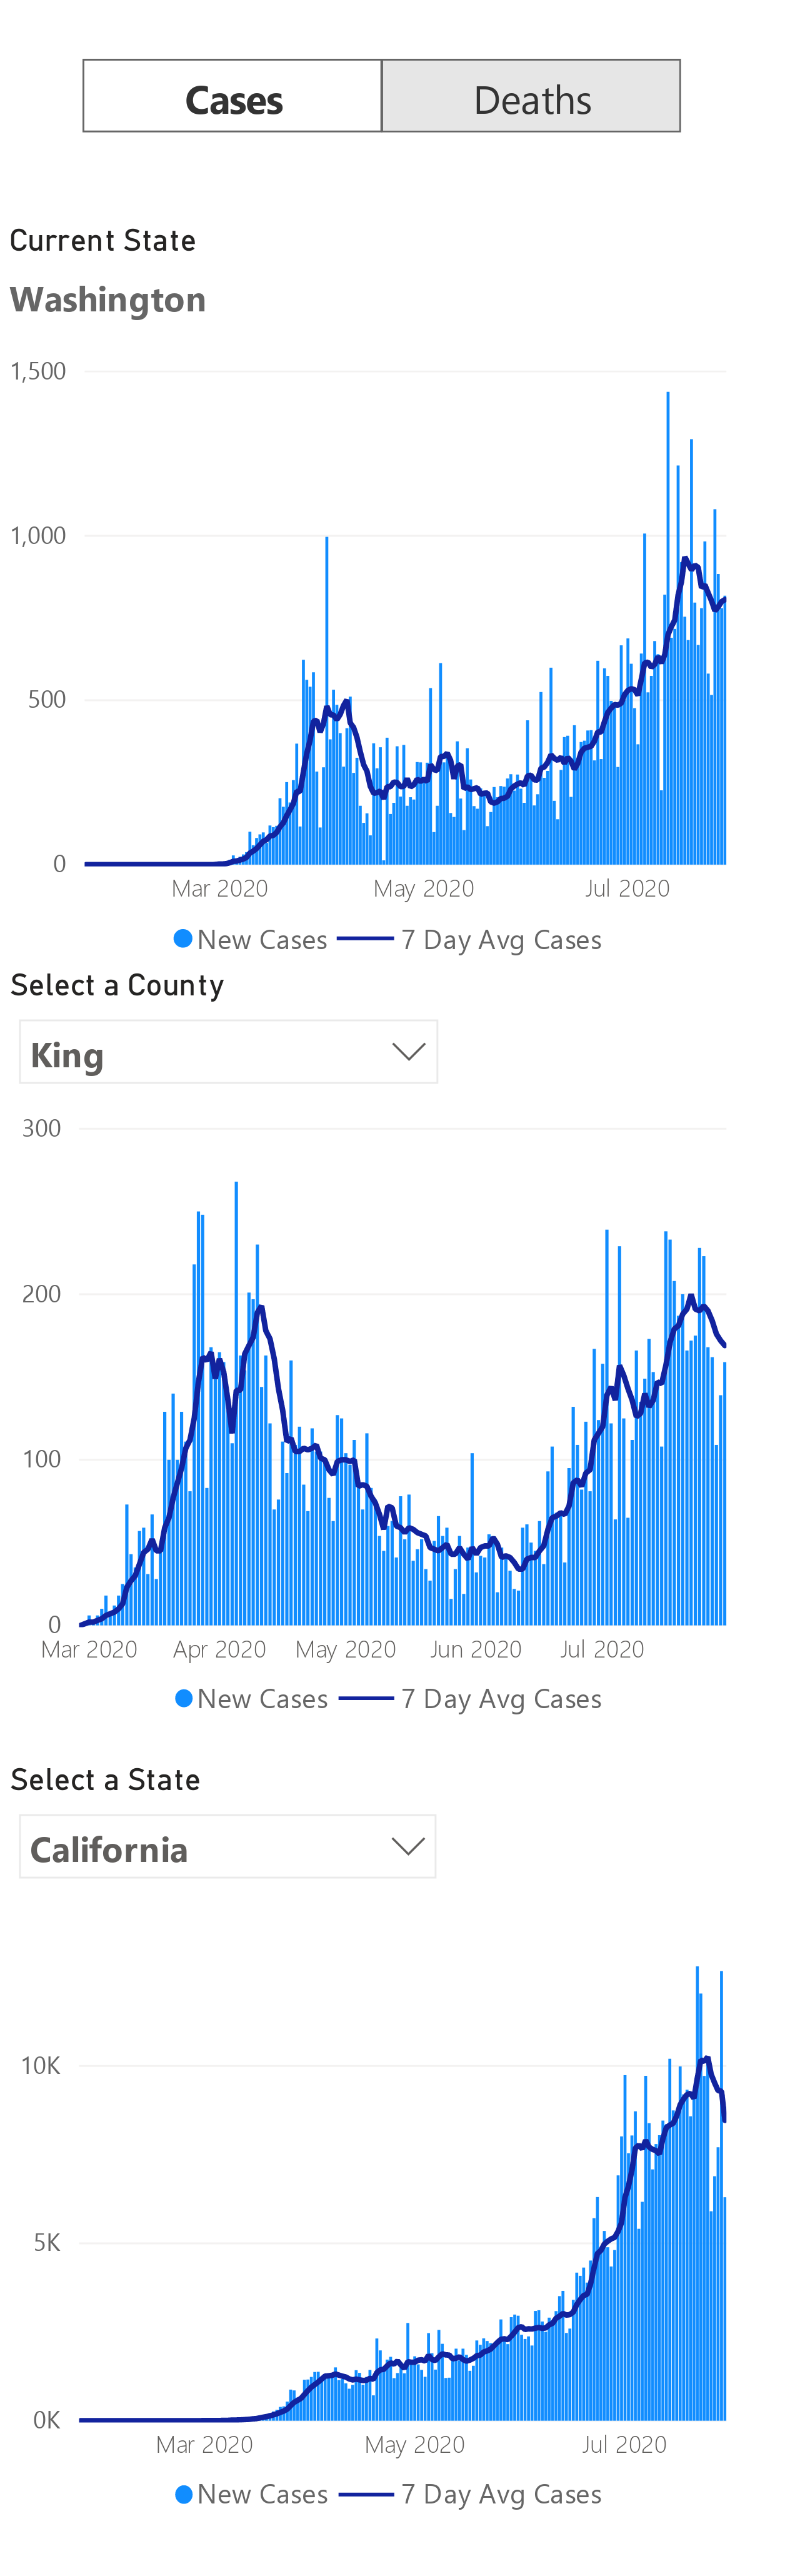 Cases Deaths
Current State
Washington
1,500
1,000
500
0
Mar 2020 May 2020 Jul 2020
New Cases 7 Day Avg Cases
Select a County
King
300
200
100
0
Mar 2020 Apr 2020 May 2020 Jun 2020 Jul 2020
New Cases 7 Day Avg Cases
Select a State
California
10K
5K
0K
Mar 2020 May 2020 Jul 2020
New Cases 7 Day Avg Cases